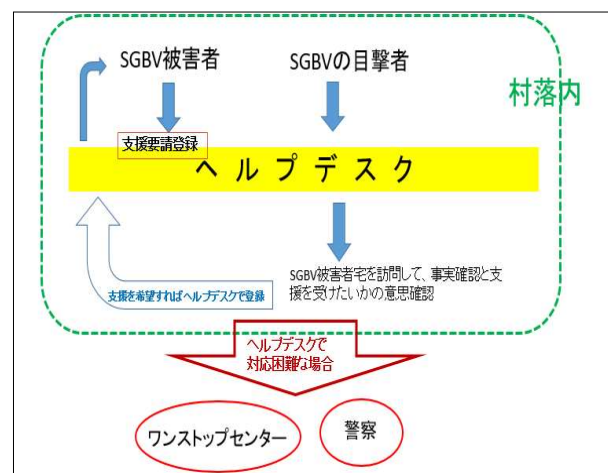 SGBV被害者
SGBVの目撃者
村落内
支援要請登録
ヘルプデスク
SGBV被害者宅を訪問して、事実確認と支
援を受けたいかの意思確認
支援を希望すればヘルプデスクで登録
ヘルプデスクで
対応困難な場合
ワンストップセンター
警察